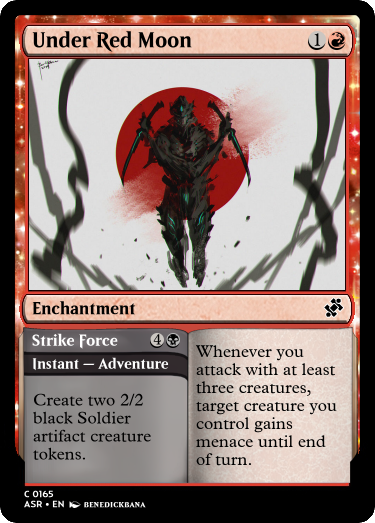 Under Red Moon 1
Enchantment
Strike Force 4
Instant — Adventure
Create two 2/2
black Soldier
artifact creature
tokens.
Whenever you
attack with at least
three creatures,
target creature you
control gains
menace until end
of turn.
C 0165
ASR • EN BENEDICKBANA